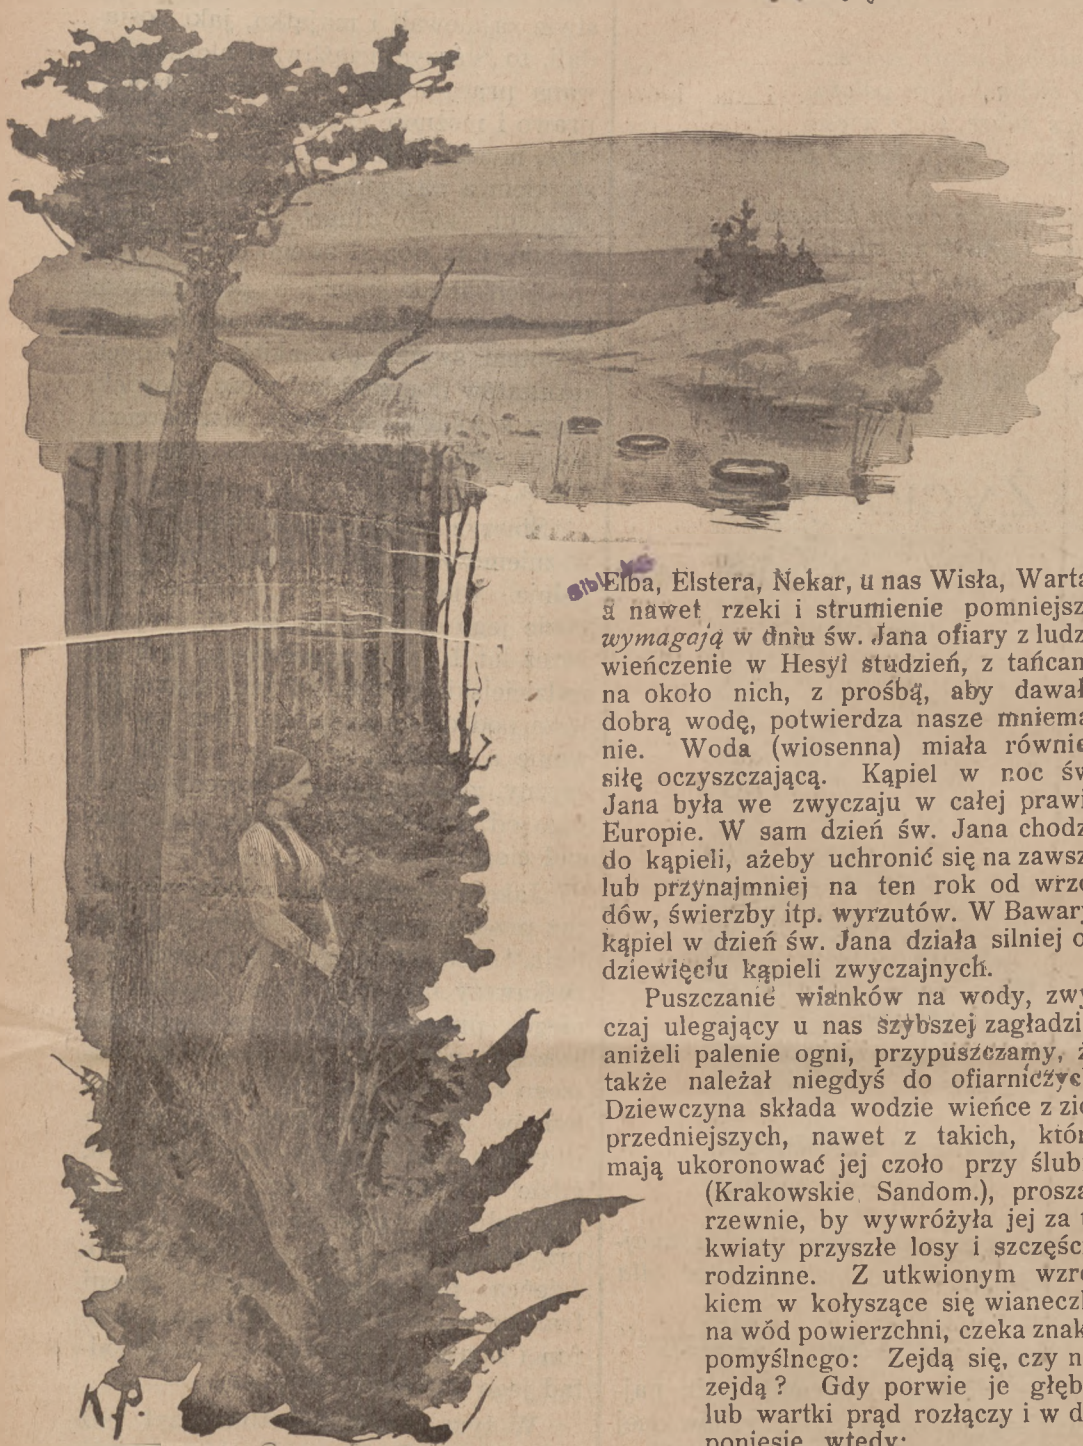 Elba, Elstera, Nekar, u nas Wisła, Warta
a nawet rzeki i strumienie pomniejsz
wymagają w dniu św. Jana ofiary z ludz
wieńczenie w Hesyi studzień, z tańcam
na około nich, z prośbą, aby dawał
dobrą wodę, potwierdza nasze mniema
nie. Woda (wiosenna) miała równie
siłę oczyszczającą. Kąpiel w noc św
Jana była we zwyczaju w całej prawi
Europie. W sam dzień św. Jana chodz
do kąpieli, ażeby uchronić się na zawsz
lub przynajmniej na ten rok od wrzo
dów, świerzby itp. wyrzutów. W Bawar
kąpiel w dzień św. Jana działa silniej o
dziewięciu kąpieli zwyczajnych.
Puszczanie wianków na wody, zwy
czaj ulegający u nas szybszej zagładzi
aniżeli palenie ogni, przypuszczamy, ż
także należał niegdyś do ofiarniczyc
Dziewczyna składa wodzie wieńce z zió
przedniejszych, nawet z takich, któr
mają ukoronować jej czoło przy ślub
(Krakowskie Sandom.), prosza
rzewnie, by wywróżyła jej za t
kwiaty przyszłe losy i szczęśc
rodzinne. Z utkwionym wzro
kiem w kołyszące się wianecz
na wód powierzchni, czeka znak
pomyślnego: Zejdą się, czy n
zejdą? Gdy porwie je głęb
lub wartki prąd rozłączy i w d
poniesie wtedy:
K.P.